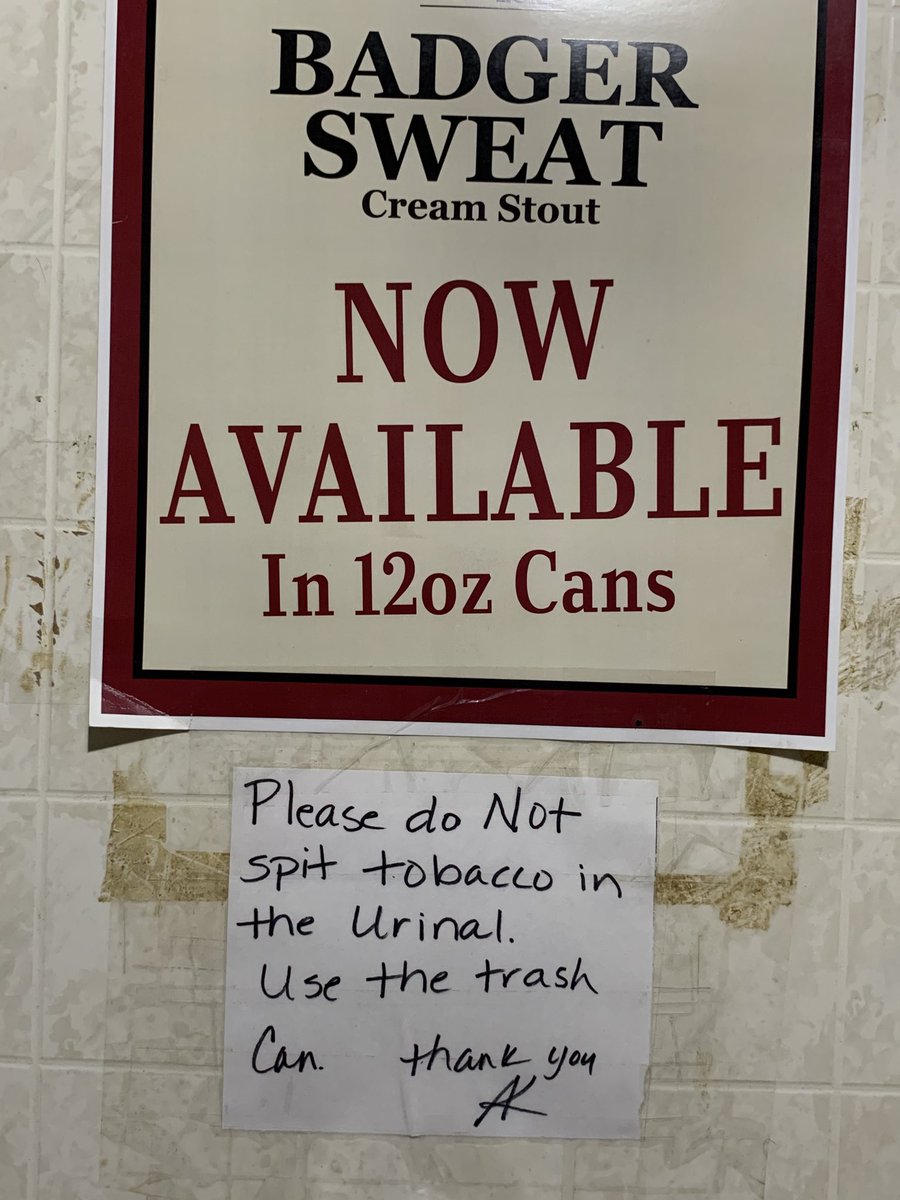 BADGER
SWEAT
Cream Stout
NOW
AVAILABLE
In 12oz Cans
Please do Not
spit tobacco in
the Urinal.
Use the trash
Can. thank you
AK